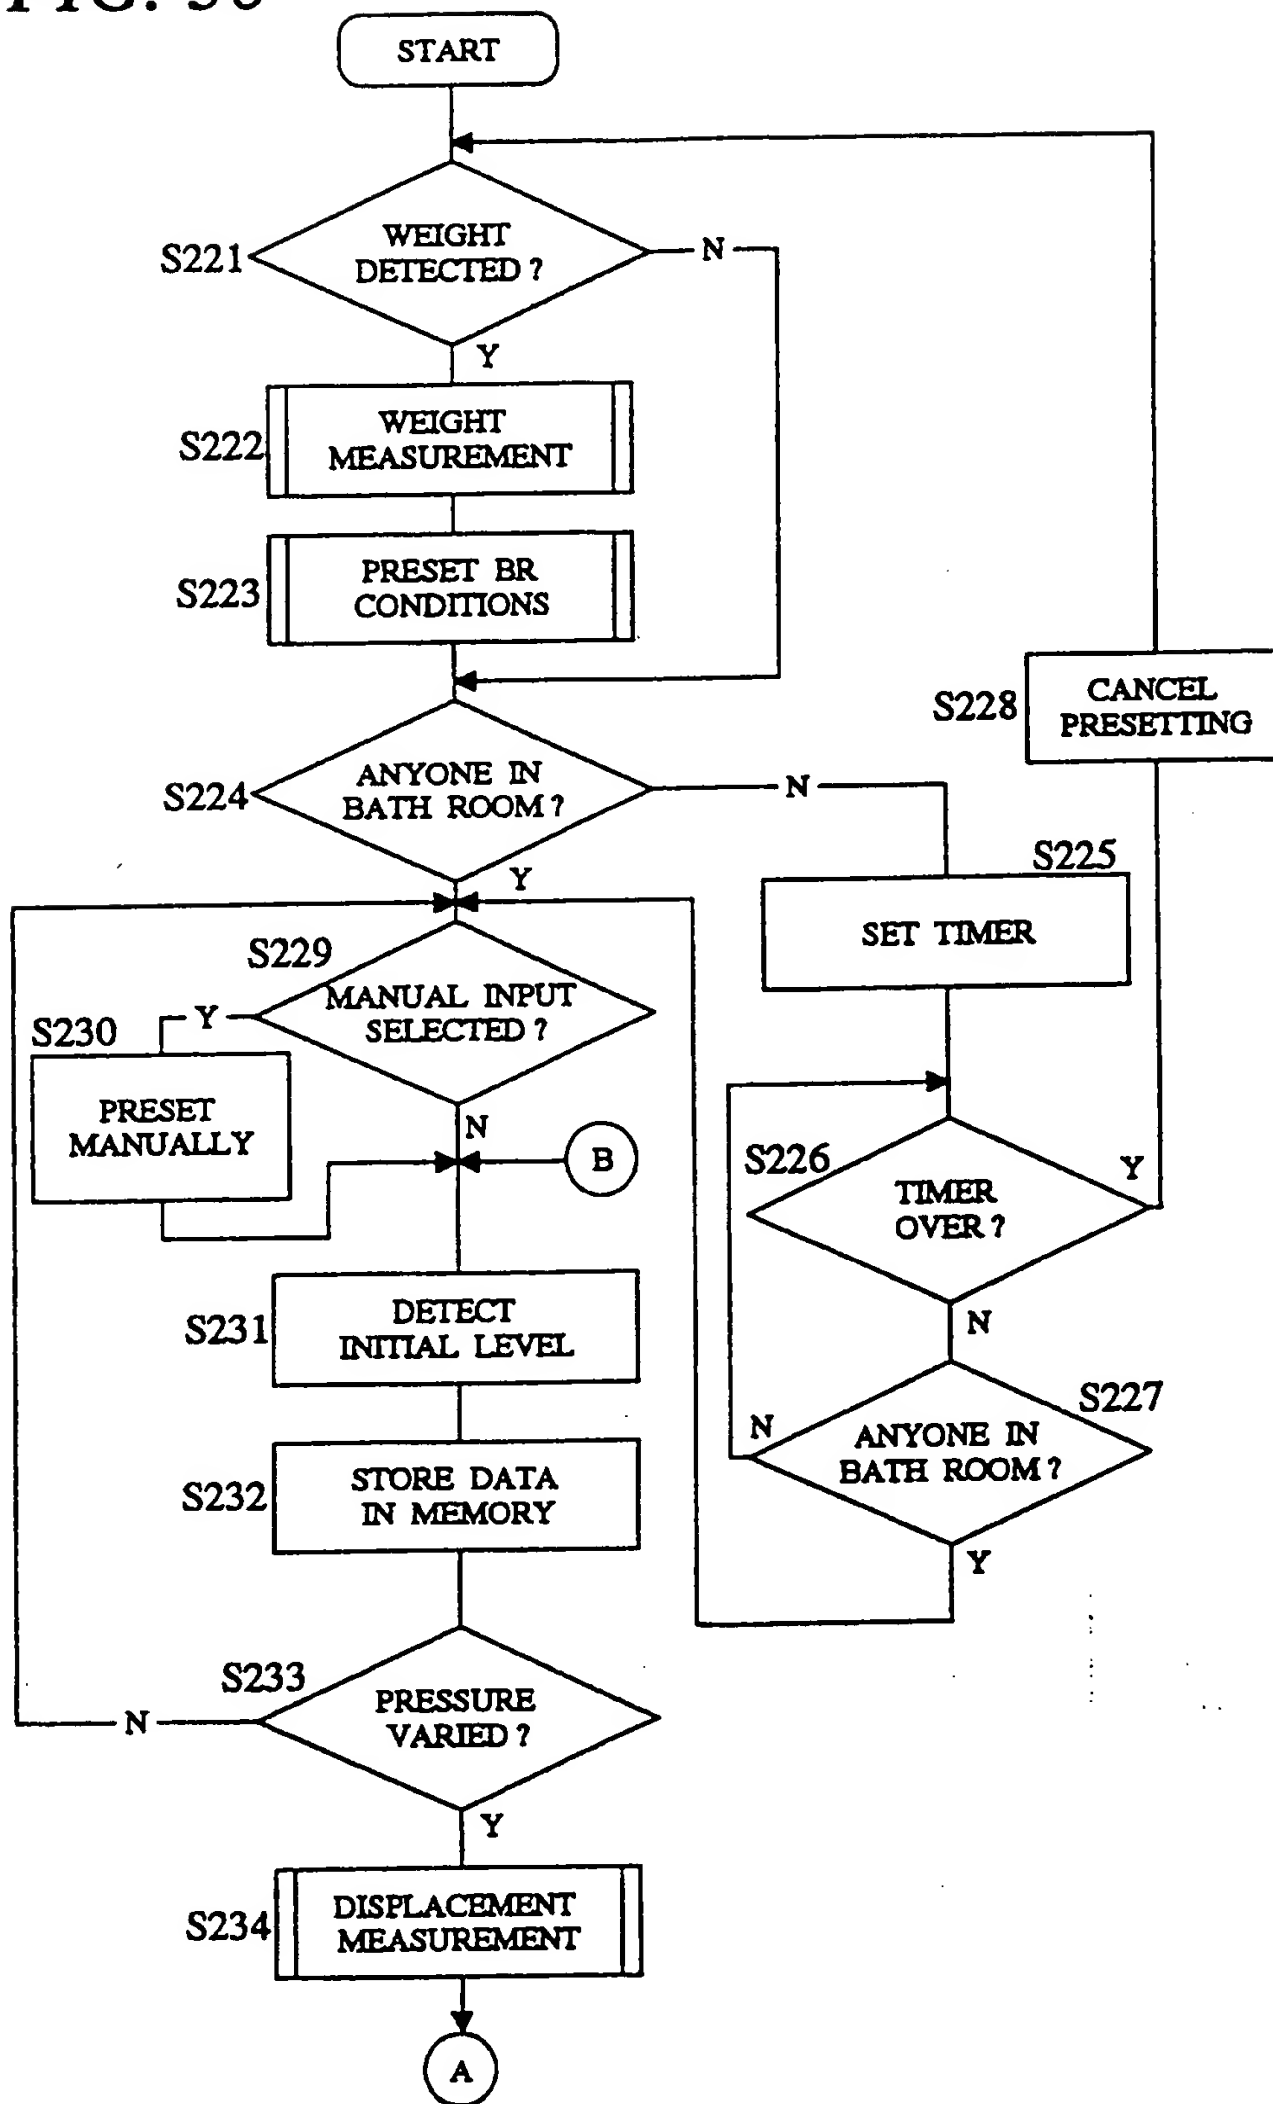 START
WEIGHT
DETECTED ?
S221
N
Y
S222
WEIGHT
MEASUREMENT
S223
PRESET BR
CONDITIONS
S228
CANCEL
PRESETTING
S224
ANYONE IN
BATH ROOM ?
N
Y
S225
SET TIMER
S229
MANUAL INPUT
SELECTED ?
Y
S230
PRESET
MANUALLY
N
B
S226
TIMER
OVER ?
Y
N
S231
DETECT
INITIAL LEVEL
S227
ANYONE IN
BATH ROOM ?
N
Y
S232
STORE DATA
IN MEMORY
S233
PRESSURE
VARIED ?
N
Y
S234
DISPLACEMENT
MEASUREMENT
A